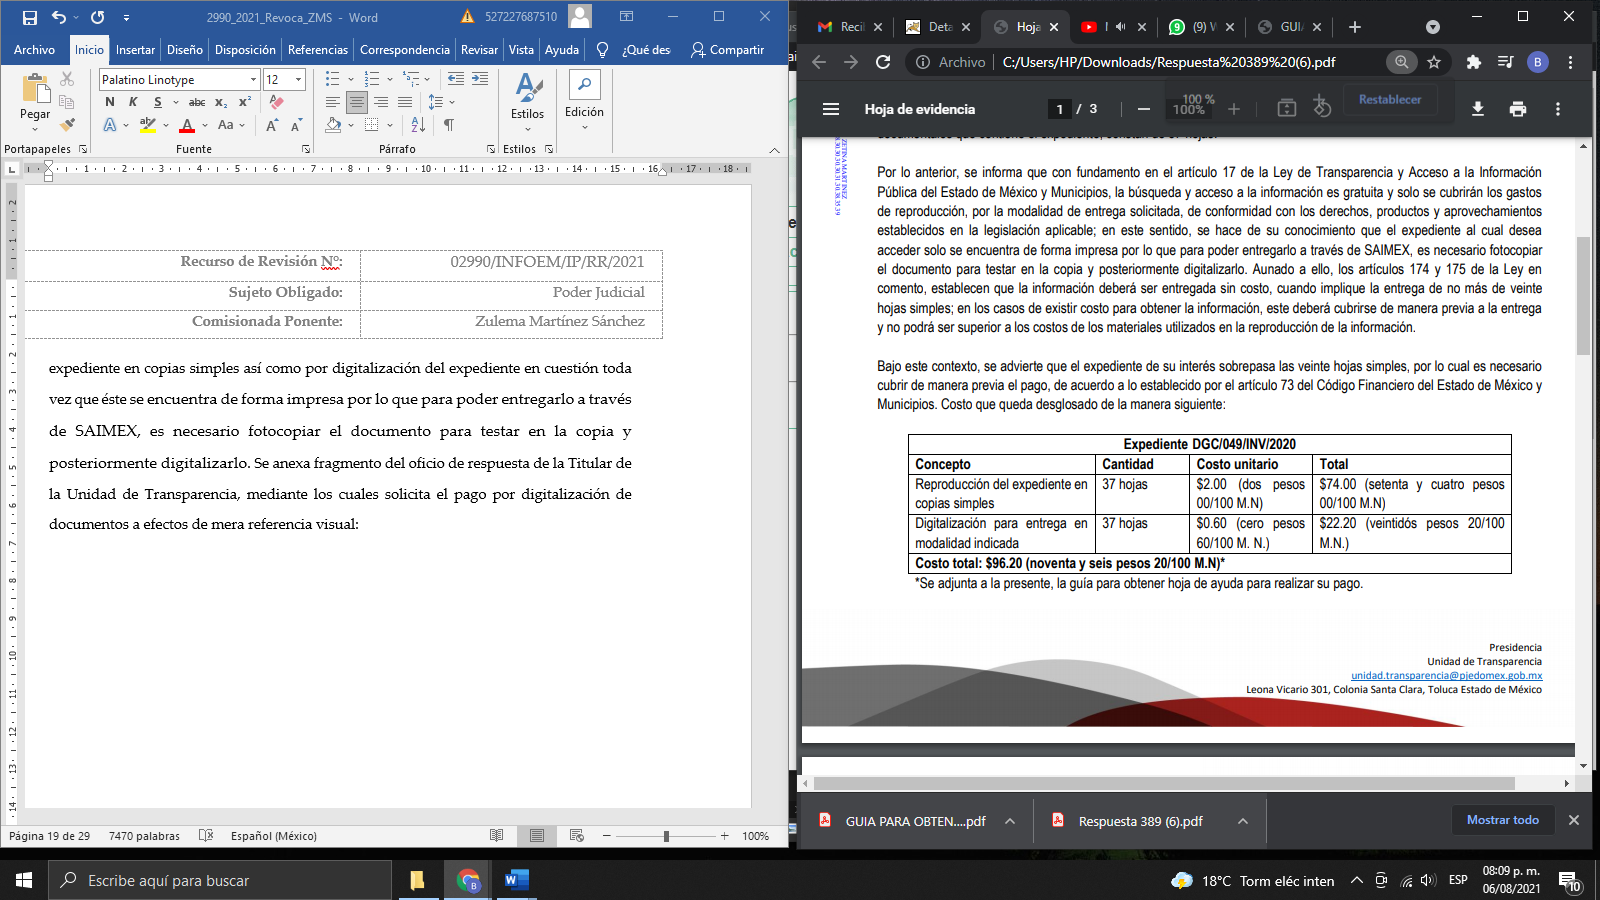 2990_2021_Revoca_ZMS - Word
527227687510
Archivo Inicio Insertar Diseño Disposición Referencias Correspondencia Revisar Vista Ayuda ¿Qué des Compartir
Pegar
Palatino Linotype 12
N K S abc x₂ x²
Estilos
Edición
Portapapeles Fuente Párrafo Estilos
Recurso de Revisión Nº: 02990/INFOEM/IP/RR/2021
Sujeto Obligado: Poder Judicial
Comisionada Ponente: Zulema Martínez Sánchez
expediente en copias simples así como por digitalización del expediente en cuestión toda
vez que éste se encuentra de forma impresa por lo que para poder entregarlo a través
de SAIMEX, es necesario fotocopiar el documento para testar en la copia y
posteriormente digitalizarlo. Se anexa fragmento del oficio de respuesta de la Titular de
la Unidad de Transparencia, mediante los cuales solicita el pago por digitalización de
documentos a efectos de mera referencia visual:
Página 19 de 29 7470 palabras Español (México) 100%
Recil Deta Hoja (9) W GUIA
Archivo C:/Users/HP/Downloads/Respuesta%20389%20(6).pdf
Hoja de evidencia 1 / 3 100% 100 % Restablecer
Por lo anterior, se informa que con fundamento en el artículo 17 de la Ley de Transparencia y Acceso a la Información
Pública del Estado de México y Municipios, la búsqueda y acceso a la información es gratuita y solo se cubrirán los gastos
de reproducción, por la modalidad de entrega solicitada, de conformidad con los derechos, productos y aprovechamientos
establecidos en la legislación aplicable; en este sentido, se hace de su conocimiento que el expediente al cual desea
acceder solo se encuentra de forma impresa por lo que para poder entregarlo a través de SAIMEX, es necesario fotocopiar
el documento para testar en la copia y posteriormente digitalizarlo. Aunado a ello, los artículos 174 y 175 de la Ley en
comento, establecen que la información deberá ser entregada sin costo, cuando implique la entrega de no más de veinte
hojas simples; en los casos de existir costo para obtener la información, este deberá cubrirse de manera previa a la entrega
y no podrá ser superior a los costos de los materiales utilizados en la reproducción de la información.
Bajo este contexto, se advierte que el expediente de su interés sobrepasa las veinte hojas simples, por lo cual es necesario
cubrir de manera previa el pago, de acuerdo a lo establecido por el artículo 73 del Código Financiero del Estado de México y
Municipios. Costo que queda desglosado de la manera siguiente:
Expediente DGC/049/INV/2020
Concepto Cantidad Costo unitario Total
Reproducción del expediente en 37 hojas $2.00 (dos pesos $74.00 (setenta y cuatro pesos
copias simples 00/100 M.N) 00/100 M.N)
Digitalización para entrega en 37 hojas $0.60 (cero pesos $22.20 (veintidós pesos 20/100
modalidad indicada 60/100 M. N.) M.N.)
Costo total: $96.20 (noventa y seis pesos 20/100 M.N)*
*Se adjunta a la presente, la guía para obtener hoja de ayuda para realizar su pago.
Presidencia
Unidad de Transparencia
unidad.transparencia@pjedomex.gob.mx
Leona Vicario 301, Colonia Santa Clara, Toluca Estado de México
GUIA PARA OBTEN....pdf Respuesta 389 (6).pdf Mostrar todo
Escribe aquí para buscar
18°C Torm eléc inten ESP 08:09 p. m.
06/08/2021 10